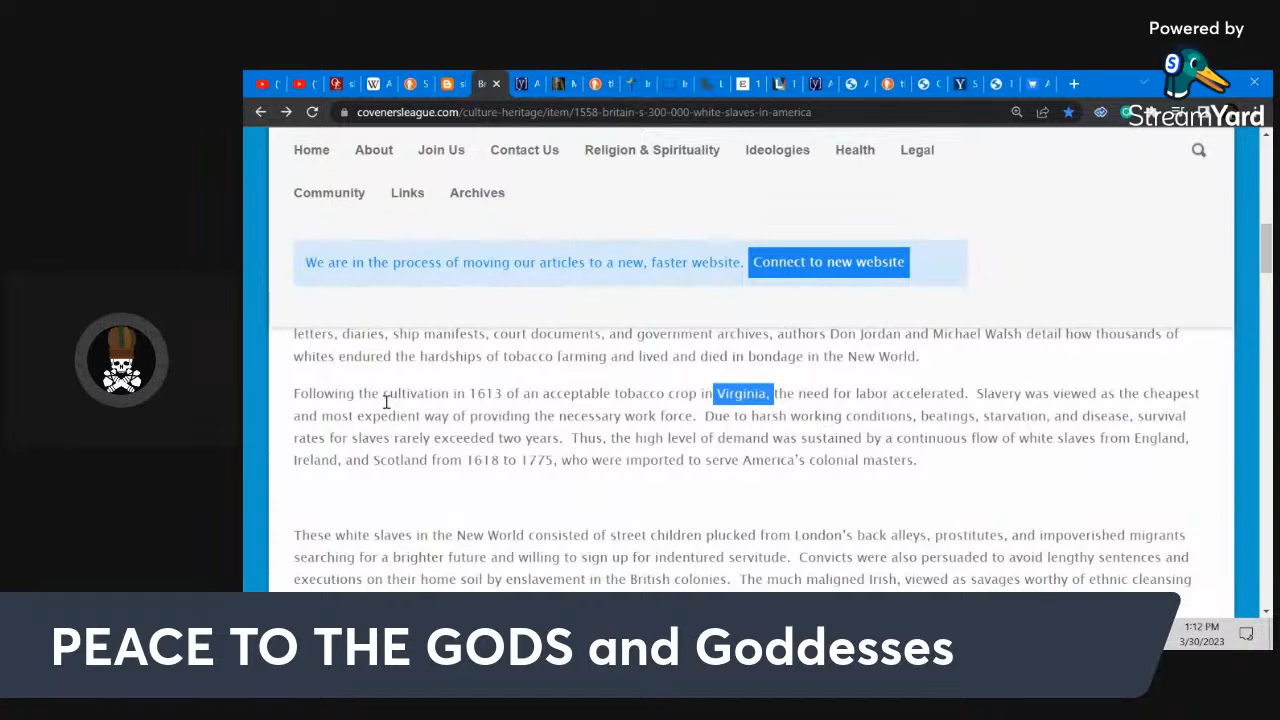 Powered by
StreamYard
covenersleague.com/culture-heritage/item/1558-britain-s-300-000-white-slaves-in-america
Home About Join Us Contact Us Religion & Spirituality Ideologies Health Legal
Community Links Archives
We are in the process of moving our articles to a new, faster website. Connect to new website
letters, diaries, ship manifests, court documents, and government archives, authors Don Jordan and Michael Walsh detail how thousands of
whites endured the hardships of tobacco farming and lived and died in bondage in the New World.
Following the cultivation in 1613 of an acceptable tobacco crop in Virginia, the need for labor accelerated. Slavery was viewed as the cheapest
and most expedient way of providing the necessary work force. Due to harsh working conditions, beatings, starvation, and disease, survival
rates for slaves rarely exceeded two years. Thus, the high level of demand was sustained by a continuous flow of white slaves from England,
Ireland, and Scotland from 1618 to 1775, who were imported to serve America's colonial masters.
These white slaves in the New World consisted of street children plucked from London's back alleys, prostitutes, and impoverished migrants
searching for a brighter future and willing to sign up for indentured servitude. Convicts were also persuaded to avoid lengthy sentences and
executions on their home soil by enslavement in the British colonies. The much maligned Irish, viewed as savages worthy of ethnic cleansing
1:12 PM
3/30/2023
PEACE TO THE GODS and Goddesses